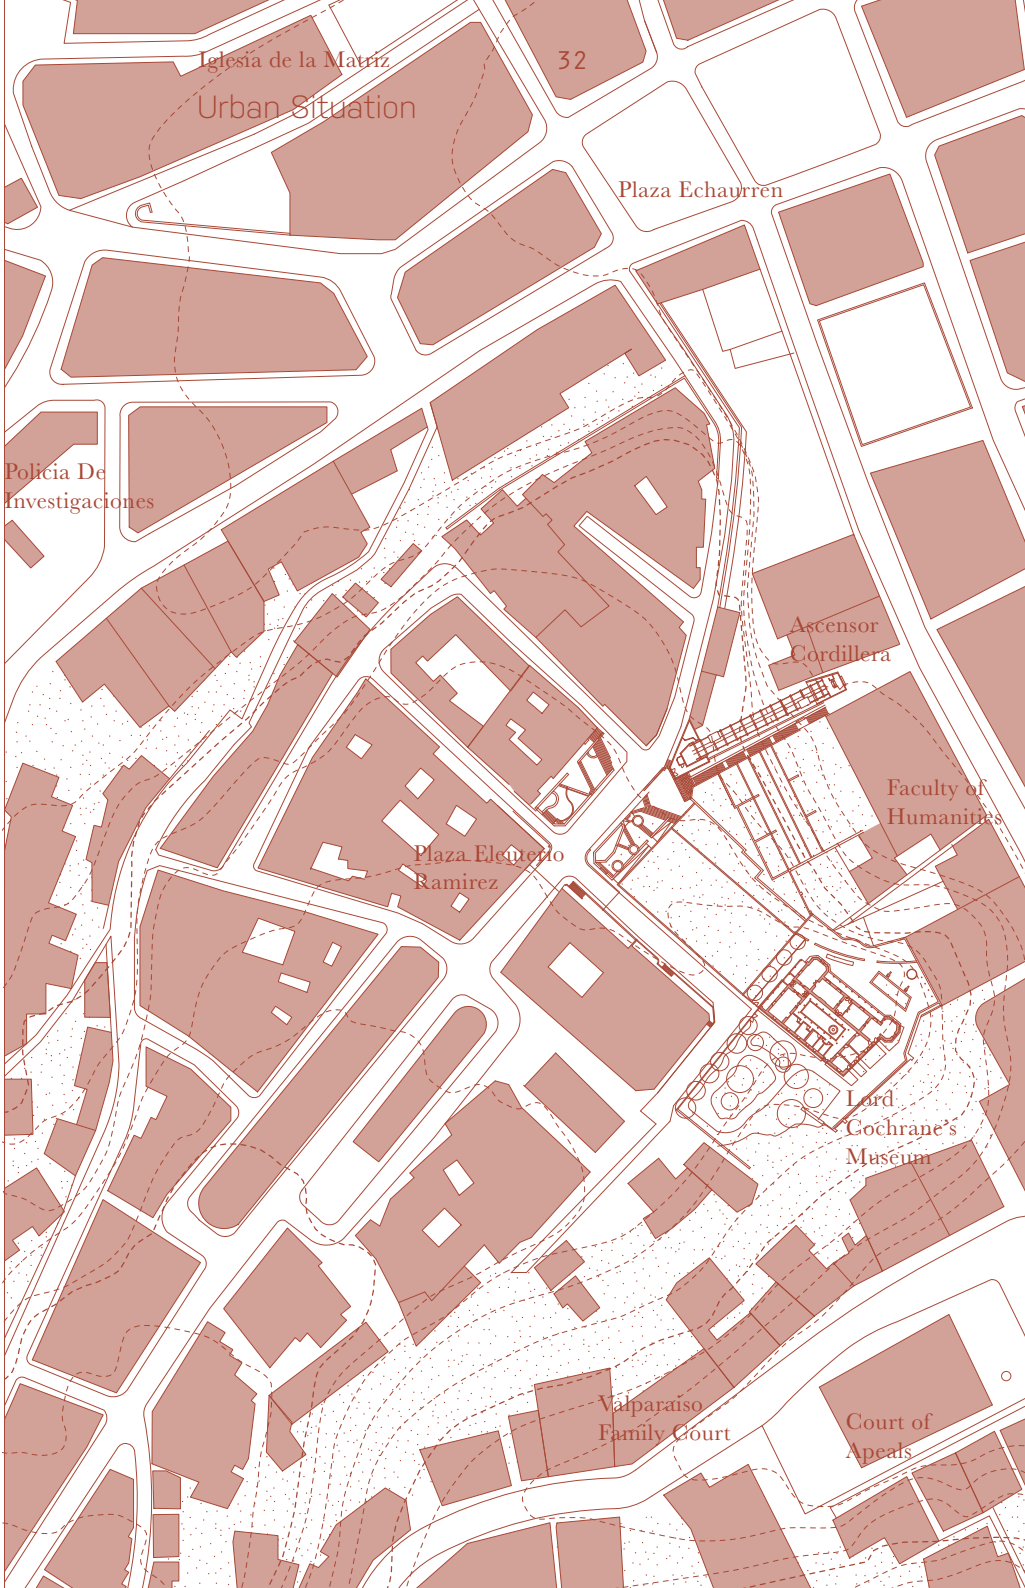 Iglesia de la Matriz
32
Urban Situation
Plaza Echaurren
Policia De
Investigaciones
Ascensor
Cordillera
Faculty of
Humanities
Plaza Eleuterio
Ramirez
Lord
Cochrane's
Museum
Valparaiso
Family Court
Court of
Apeals